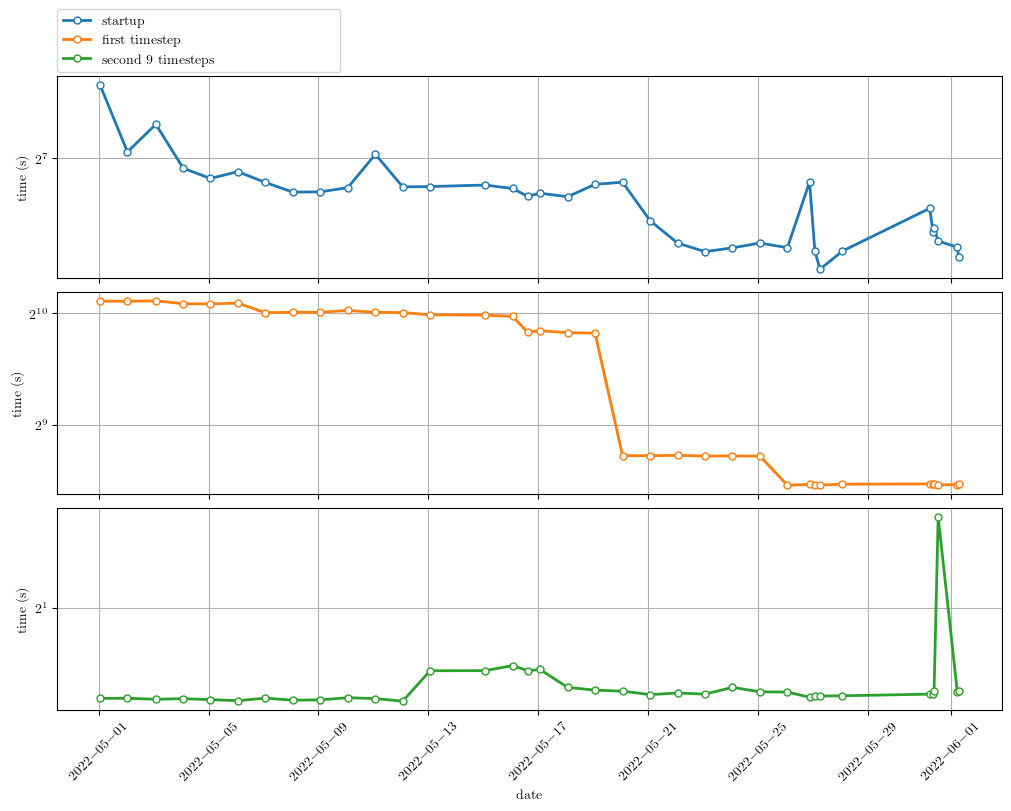 startup
first timestep
second 9 timesteps
time (s)
2^7
time (s)
2^10
2^9
time (s)
2^1
2022−05−01
2022−05−05
2022−05−09
2022−05−13
2022−05−17
2022−05−21
2022−05−25
2022−05−29
2022−06−01
date